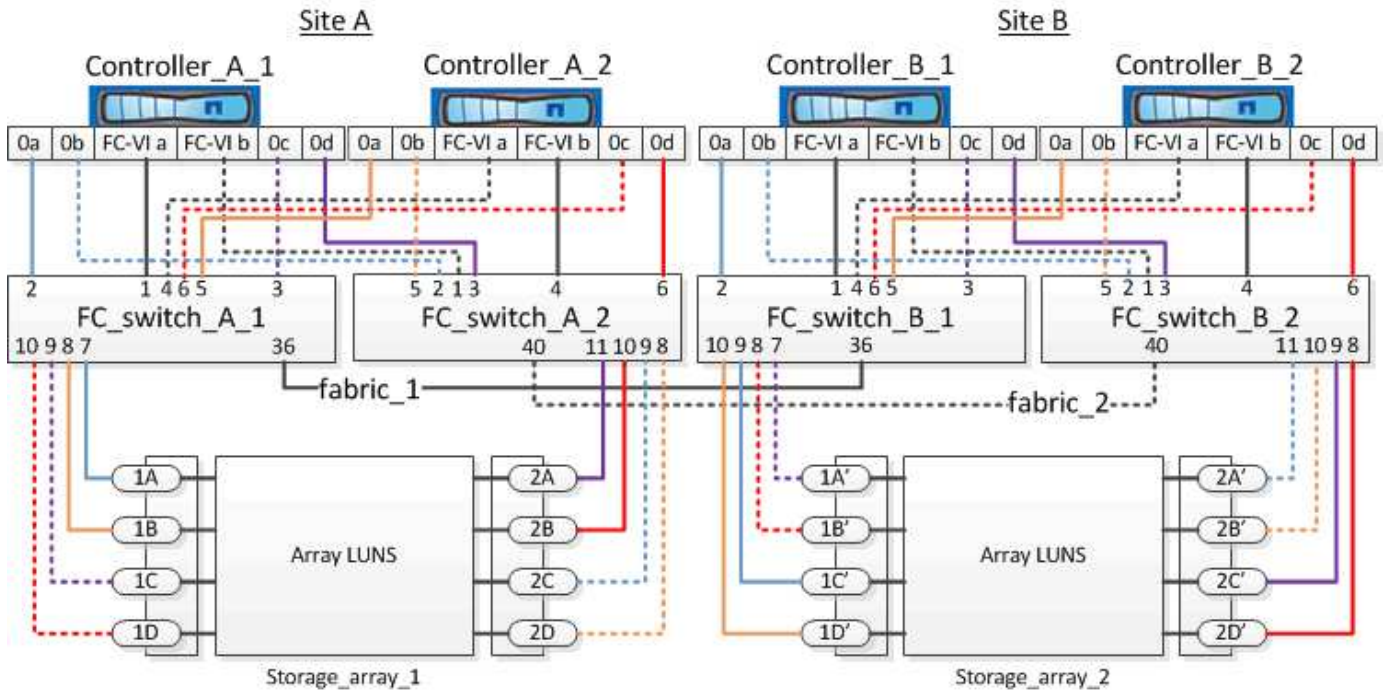 Site A Site B
Controller_A_1 Controller_A_2 Controller_B_1 Controller_B_2
0a 0b FC-VI a FC-VI b 0c 0d 0a 0b FC-VI a FC-VI b 0c 0d 0a 0b FC-VI a FC-VI b 0c 0d 0a 0b FC-VI a FC-VI b 0c 0d
2 1 4 6 5 3 5 2 1 3 4 6 2 1 4 6 5 3 5 2 1 3 4 6
FC_switch_A_1 FC_switch_A_2 FC_switch_B_1 FC_switch_B_2
10 9 8 7 36 40 11 10 9 8 10 9 8 7 36 40 11 10 9 8
fabric_1 fabric_2
1A 2A 1A' 2A'
1B 2B 1B' 2B'
Array LUNS Array LUNS
1C 2C 1C' 2C'
1D 2D 1D' 2D'
Storage_array_1 Storage_array_2